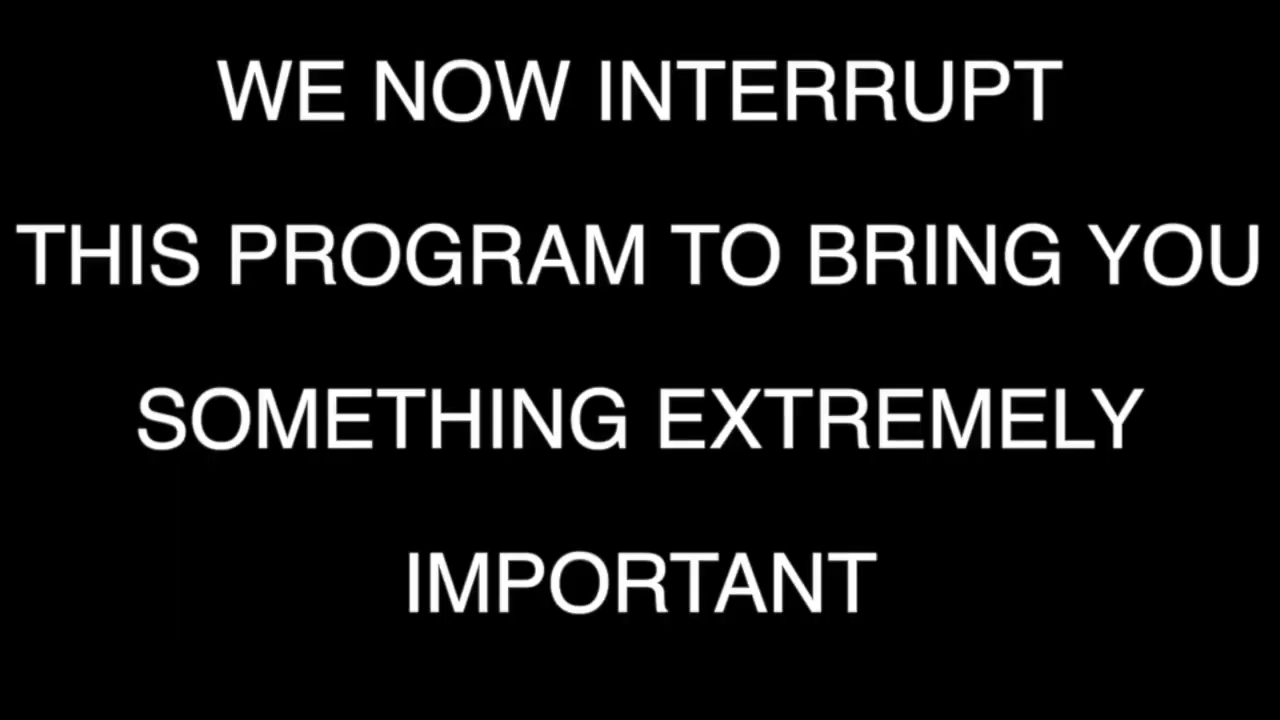 WE NOW INTERRUPT
THIS PROGRAM TO BRING YOU
SOMETHING EXTREMELY
IMPORTANT